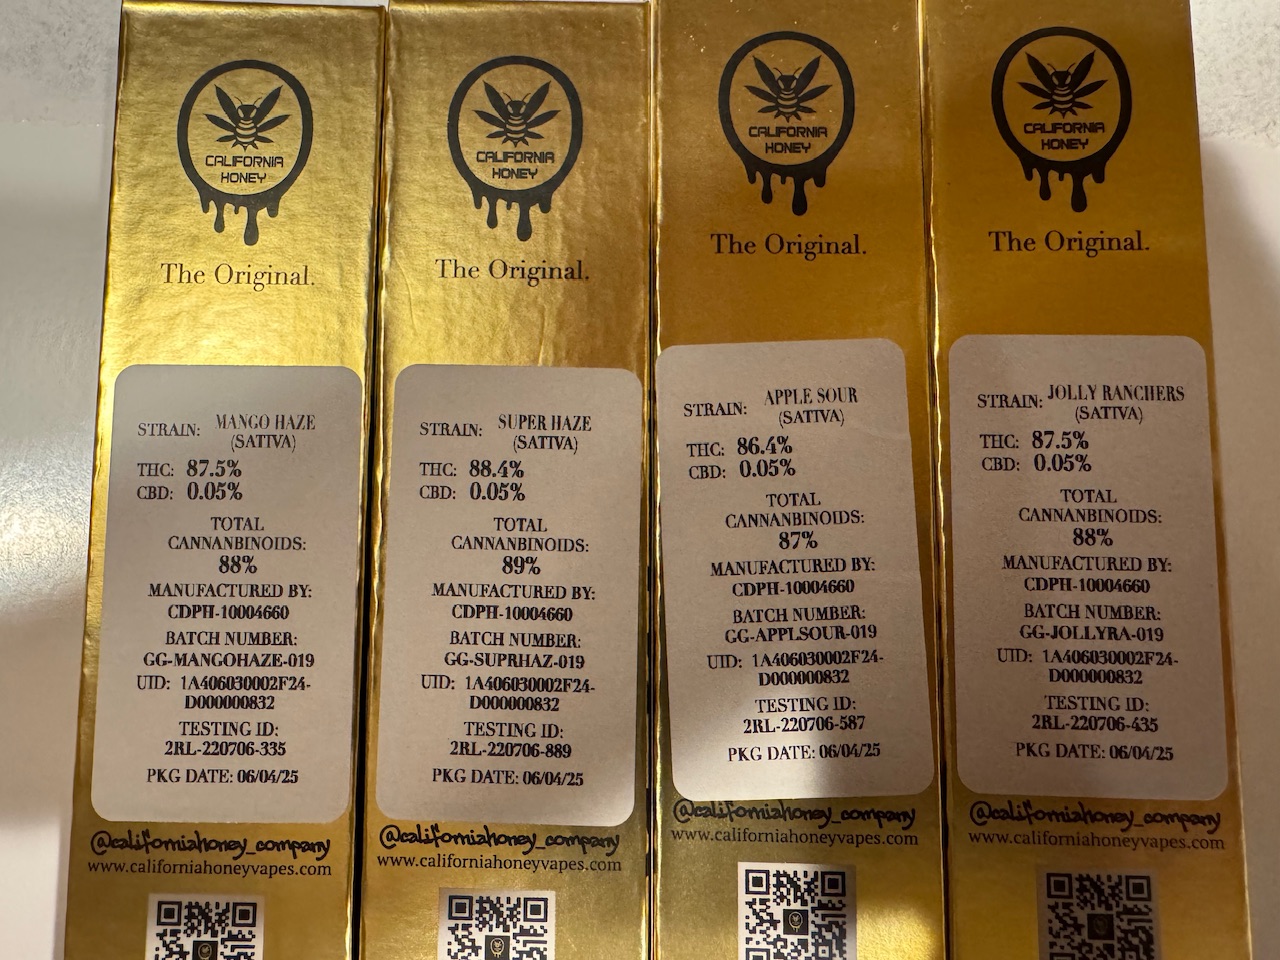 CALIFORNIA
HONEY
The Original.
STRAIN: MANGO HAZE
(SATIVA)
THC: 87.5%
CBD: 0.05%
TOTAL
CANNANBINOIDS:
88%
MANUFACTURED BY:
CDPH-10004660
BATCH NUMBER:
GG-MANGOHAZE-019
UID: 1A406030002F24-
D000000832
TESTING ID:
2RL-220706-335
PKG DATE: 06/04/25
@californiahoney_company
www.californiahoneyvapes.com
CALIFORNIA
HONEY
The Original.
STRAIN: SUPER HAZE
(SATIVA)
THC: 88.4%
CBD: 0.05%
TOTAL
CANNANBINOIDS:
89%
MANUFACTURED BY:
CDPH-10004660
BATCH NUMBER:
GG-SUPRHAZ-019
UID: 1A406030002F24-
D000000832
TESTING ID:
2RL-220706-889
PKG DATE: 06/04/25
@californiahoney_company
www.californiahoneyvapes.com
CALIFORNIA
HONEY
The Original.
STRAIN: APPLE SOUR
(SATIVA)
THC: 86.4%
CBD: 0.05%
TOTAL
CANNANBINOIDS:
87%
MANUFACTURED BY:
CDPH-10004660
BATCH NUMBER:
GG-APPLSOUR-019
UID: 1A406030002F24-
D000000832
TESTING ID:
2RL-220706-587
PKG DATE: 06/04/25
@californiahoney_company
www.californiahoneyvapes.com
CALIFORNIA
HONEY
The Original.
STRAIN: JOLLY RANCHERS
(SATIVA)
THC: 87.5%
CBD: 0.05%
TOTAL
CANNANBINOIDS:
88%
MANUFACTURED BY:
CDPH-10004660
BATCH NUMBER:
GG-JOLLYRA-019
UID: 1A406030002F24-
D000000832
TESTING ID:
2RL-220706-435
PKG DATE: 06/04/25
@californiahoney_company
www.californiahoneyvapes.com